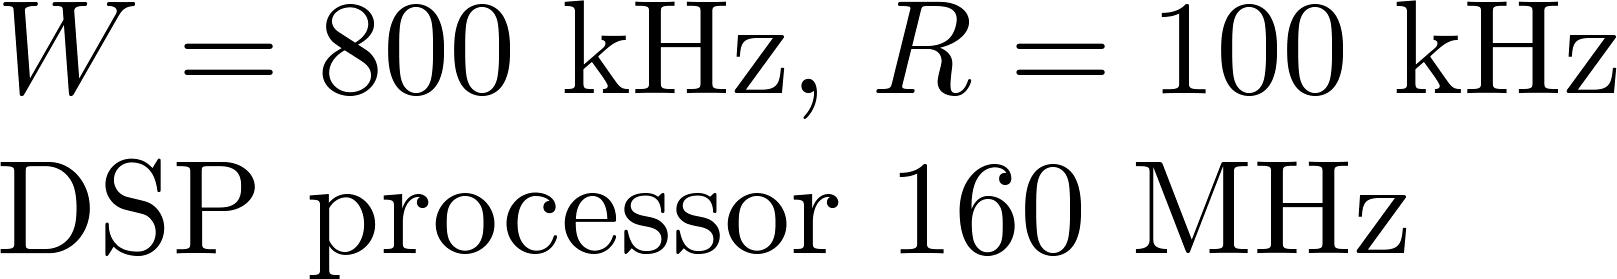 W = 800 kHz, R = 100 kHz
DSP processor 160 MHz